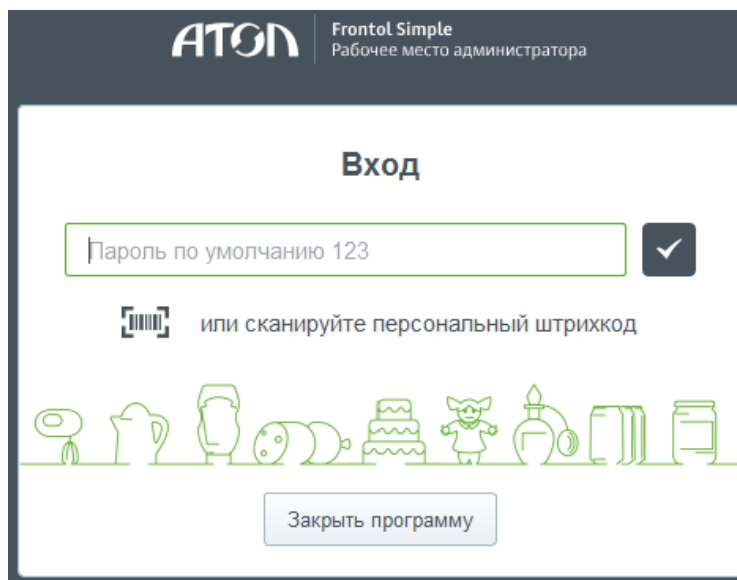 АТОЛ
Frontol Simple
Рабочее место администратора
Вход
Пароль по умолчанию 123
или сканируйте персональный штрихкод
Закрыть программу